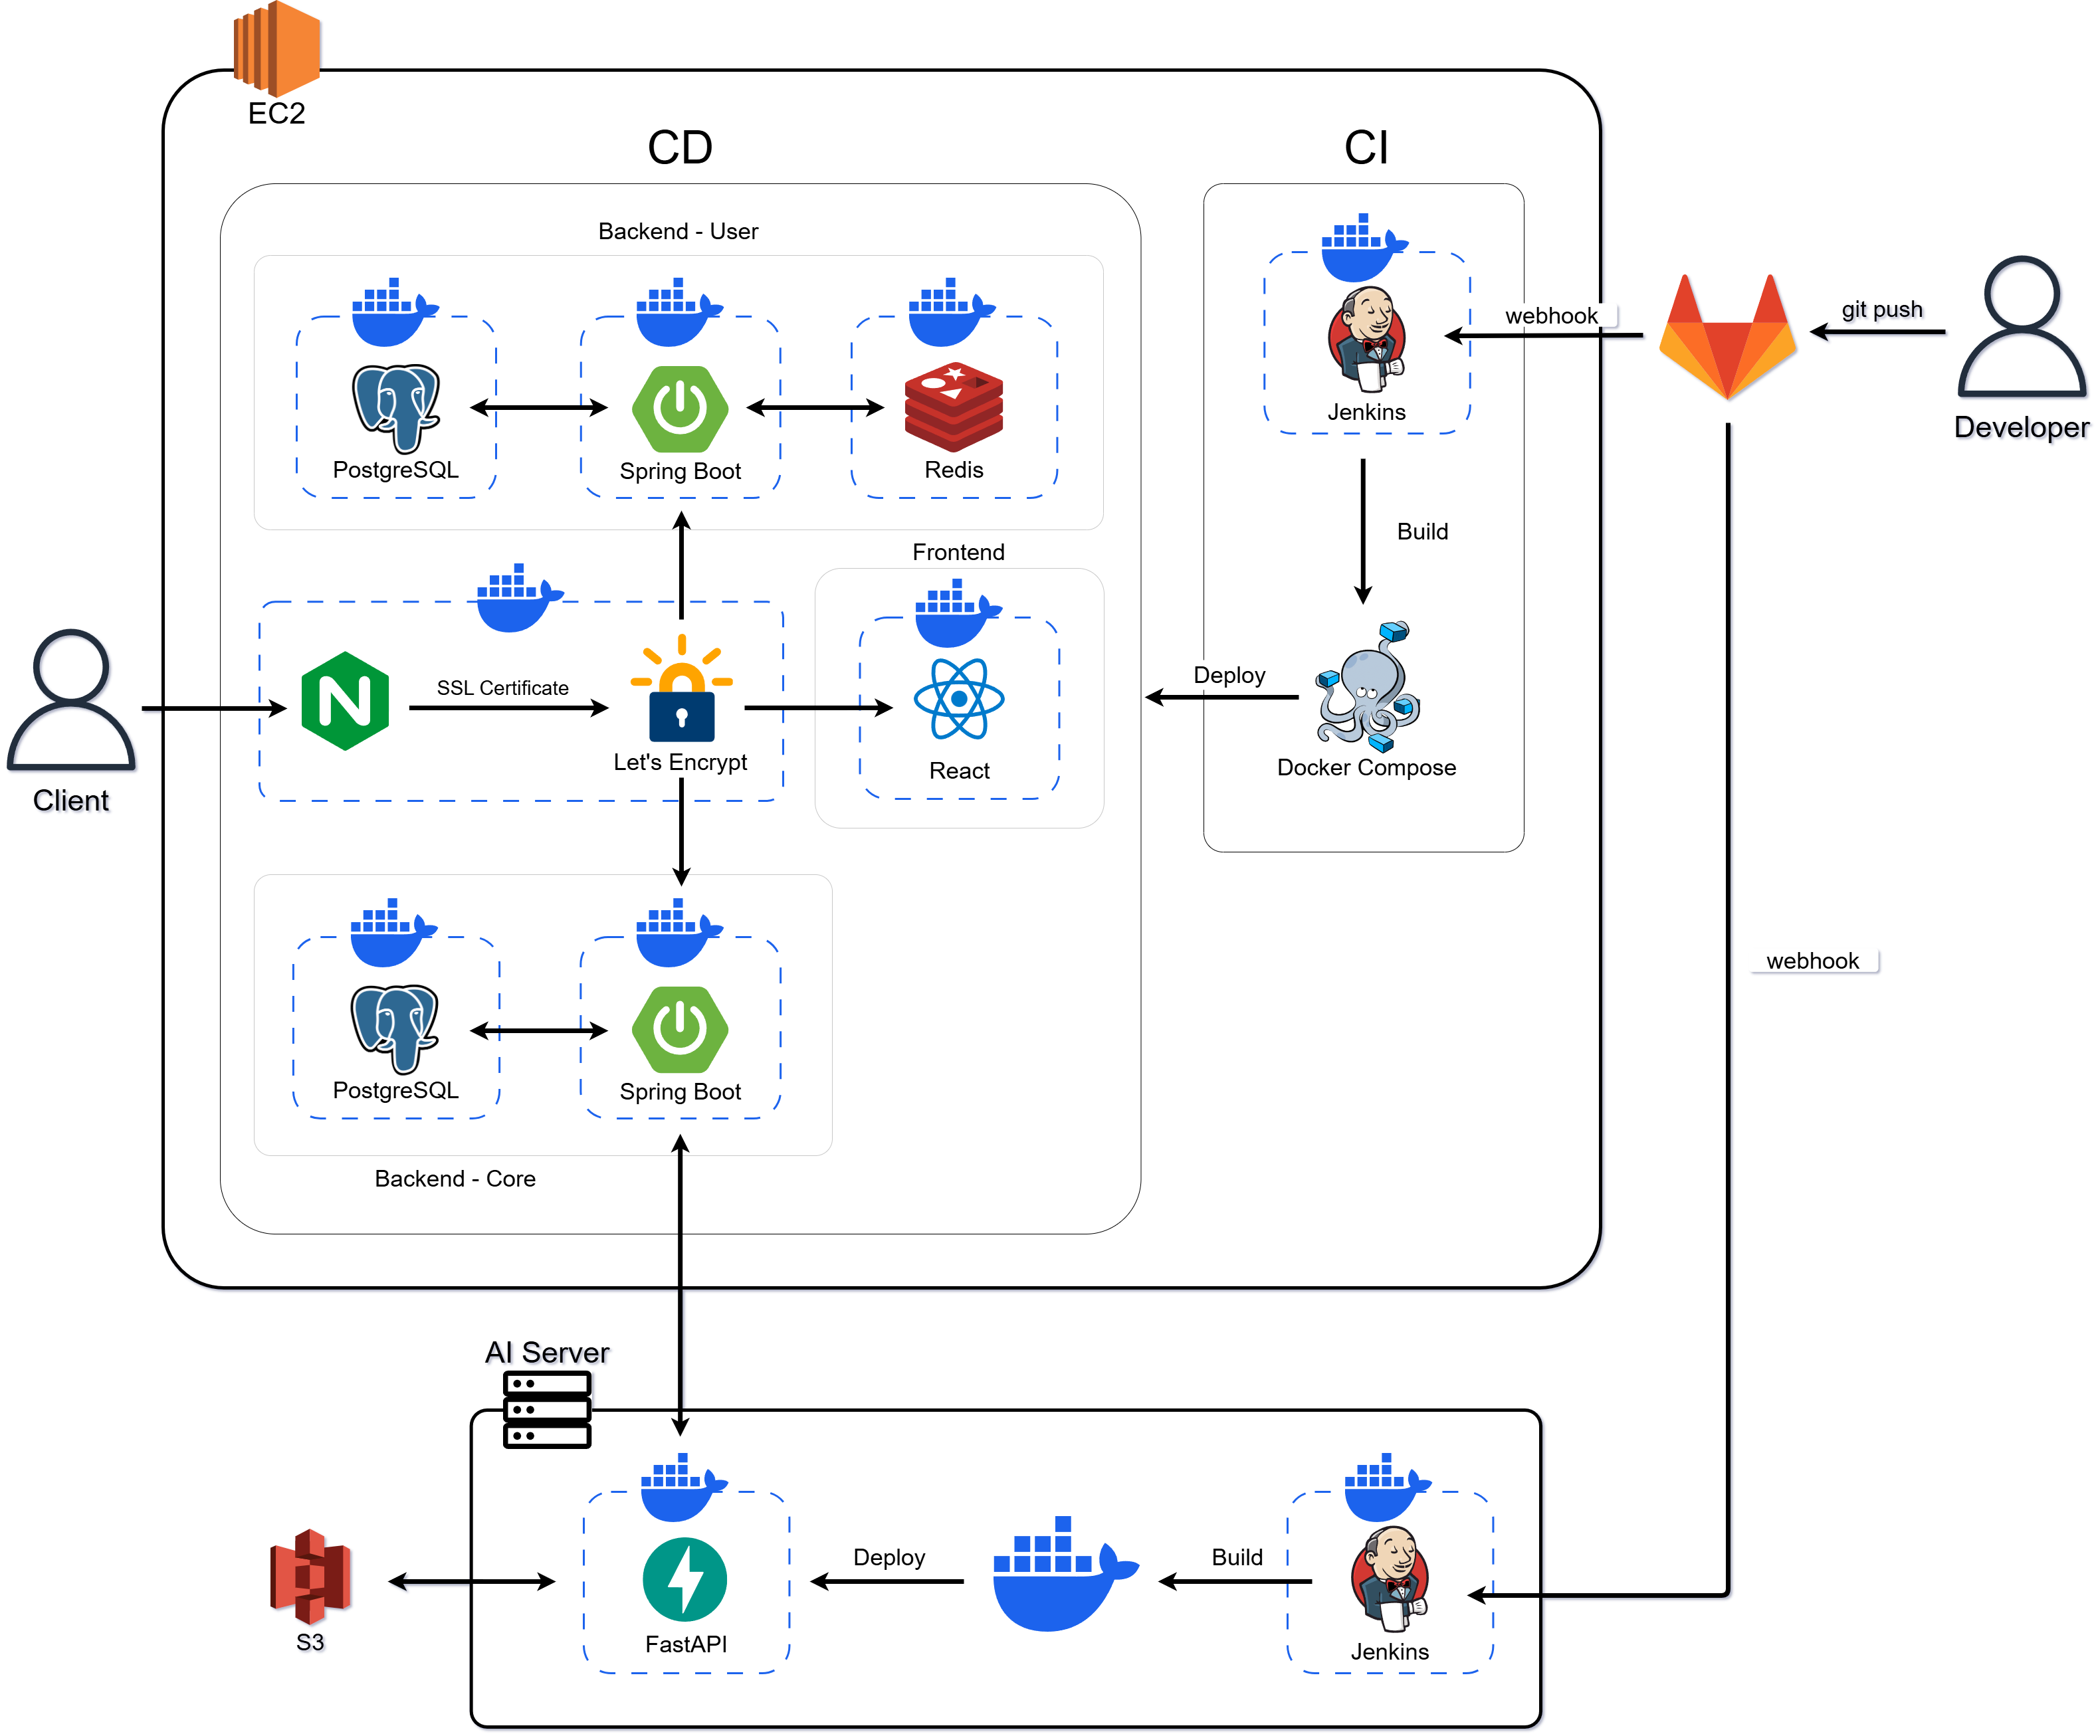 EC2
CD
CI
Backend - User
PostgreSQL
Spring Boot
Redis
Jenkins
webhook
git push
Developer
Build
Frontend
SSL Certificate
Let's Encrypt
React
Deploy
Docker Compose
Client
webhook
PostgreSQL
Spring Boot
Backend - Core
AI Server
S3
FastAPI
Deploy
Build
Jenkins